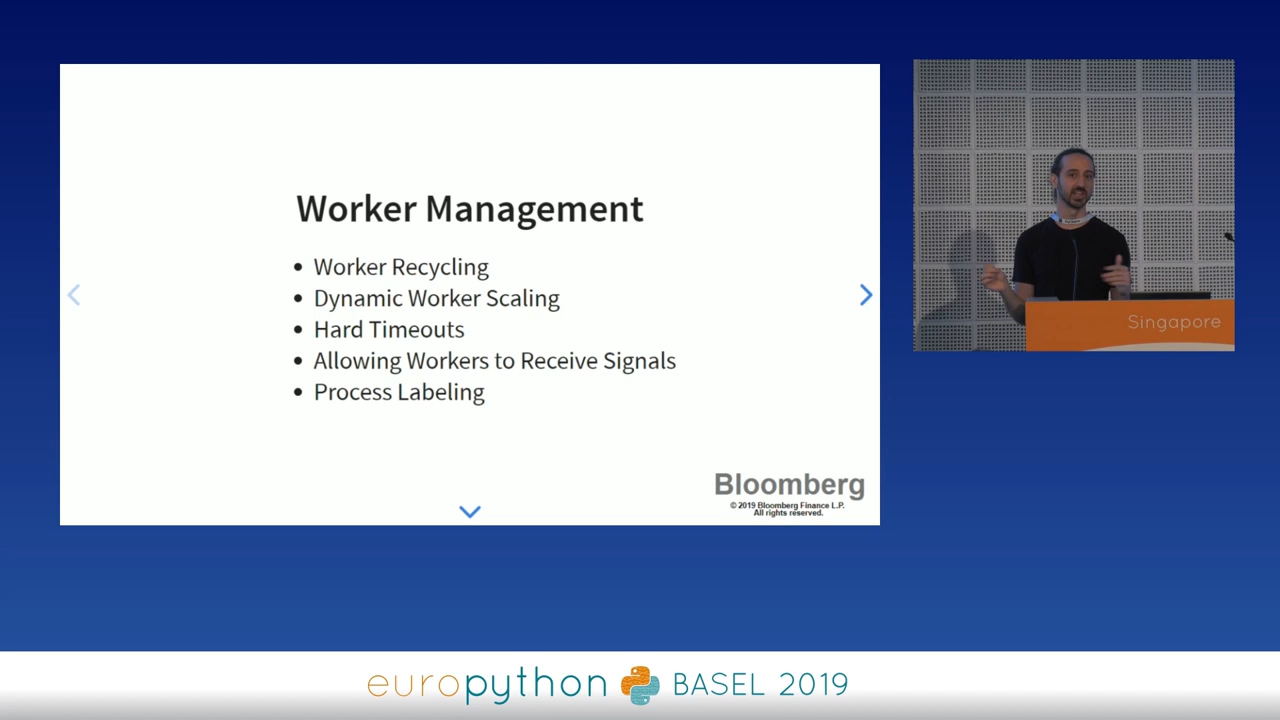 Worker Management
• Worker Recycling
• Dynamic Worker Scaling
• Hard Timeouts
• Allowing Workers to Receive Signals
• Process Labeling
Bloomberg
© 2019 Bloomberg Finance L.P.
All rights reserved.
Singapore
europython BASEL 2019